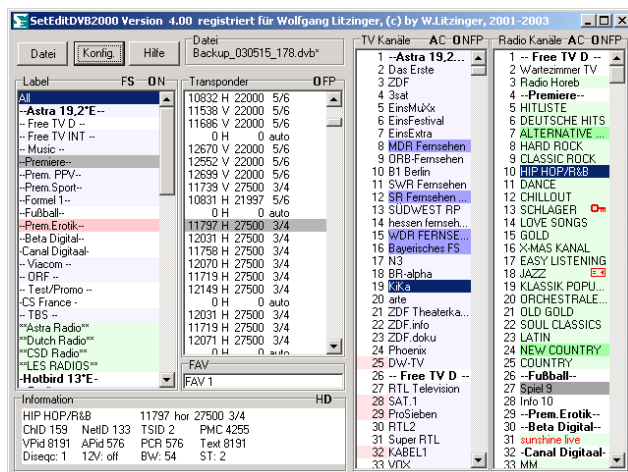 SetEditDVB2000 Version  4.00  registriert für Wolfgang Litzinger, (c) by W.Litzinger, 2001-2003
Datei
Konfig.
Hilfe
Datei
Backup_030515_178.dvb*
Label FS ON
All
--Astra 19,2°E--
-- Free TV D --
-- Free TV INT --
-- Music --
--Premiere--
--Prem. PPV--
--Prem.Sport--
--Formel 1--
--Fußball--
--Prem.Erotik--
--Beta Digital--
-Canal Digitaal-
-- Viacom --
-- ORF --
-- Test/Promo --
-CS France -
-- TBS --
**Astra Radio**
**Dutch Radio**
**CSD Radio**
**LES RADIOS**
-Hotbird 13°E-
Transponder OFP
10832 H 22000 5/6
11538 V 22000 5/6
11686 V 22000 5/6
0 H 0 auto
12670 V 22000 5/6
12552 V 22000 5/6
12699 V 22000 5/6
11739 V 27500 3/4
10831 H 21997 5/6
0 H 0 auto
11797 H 27500 3/4
12031 H 27500 3/4
11758 H 27500 3/4
12070 H 27500 3/4
11719 H 27500 3/4
12149 H 27500 3/4
0 H 0 auto
12031 H 27500 3/4
11719 H 27500 3/4
12071 H 27500 3/4
0 H 0 auto
FAV
FAV 1
Information HD
HIP HOP/R&B 11797 hor 27500 3/4
ChID 159 NetID 133 TSID 2 PMC 4255
VPid 8191 APid 576 PCR 576 Text 8191
Diseqc: 1 12V: off BW: 54 ST: 2
TV Kanäle AC ONFP
1 --Astra 19,2...
2 Das Erste
3 ZDF
4 3sat
5 EinsMuXx
6 EinsFestival
7 EinsExtra
8 MDR Fernsehen
9 ORB-Fernsehen
10 B1 Berlin
11 SWR Fernsehen
12 SR Fernsehen ...
13 SÜDWEST RP
14 hessen fernseh...
15 WDR FERNSE...
16 Bayerisches FS
17 N3
18 BR-alpha
19 KiKa
20 arte
21 ZDF Theaterka...
22 ZDF.info
23 ZDF.doku
24 Phoenix
25 DW-TV
26 -- Free TV D --
27 RTL Television
28 SAT.1
29 ProSieben
30 RTL2
31 Super RTL
32 KABEL1
33 VOX
Radio Kanäle AC ONFP
1 -- Free TV D --
2 Wartezimmer TV
3 Radio Horeb
4 --Premiere--
5 HITLISTE
6 DEUTSCHE HITS
7 ALTERNATIVE ...
8 HARD ROCK
9 CLASSIC ROCK
10 HIP HOP/R&B
11 DANCE
12 CHILLOUT
13 SCHLAGER
14 LOVE SONGS
15 GOLD
16 X-MAS KANAL
17 EASY LISTENING
18 JAZZ
19 KLASSIK POPU...
20 ORCHESTRALE...
21 OLD GOLD
22 SOUL CLASSICS
23 LATIN
24 NEW COUNTRY
25 COUNTRY
26 --Fußball--
27 Spiel 9
28 Info 10
29 --Prem.Erotik--
30 --Beta Digital--
31 sunshine live
32 -Canal Digitaal-
33 MM